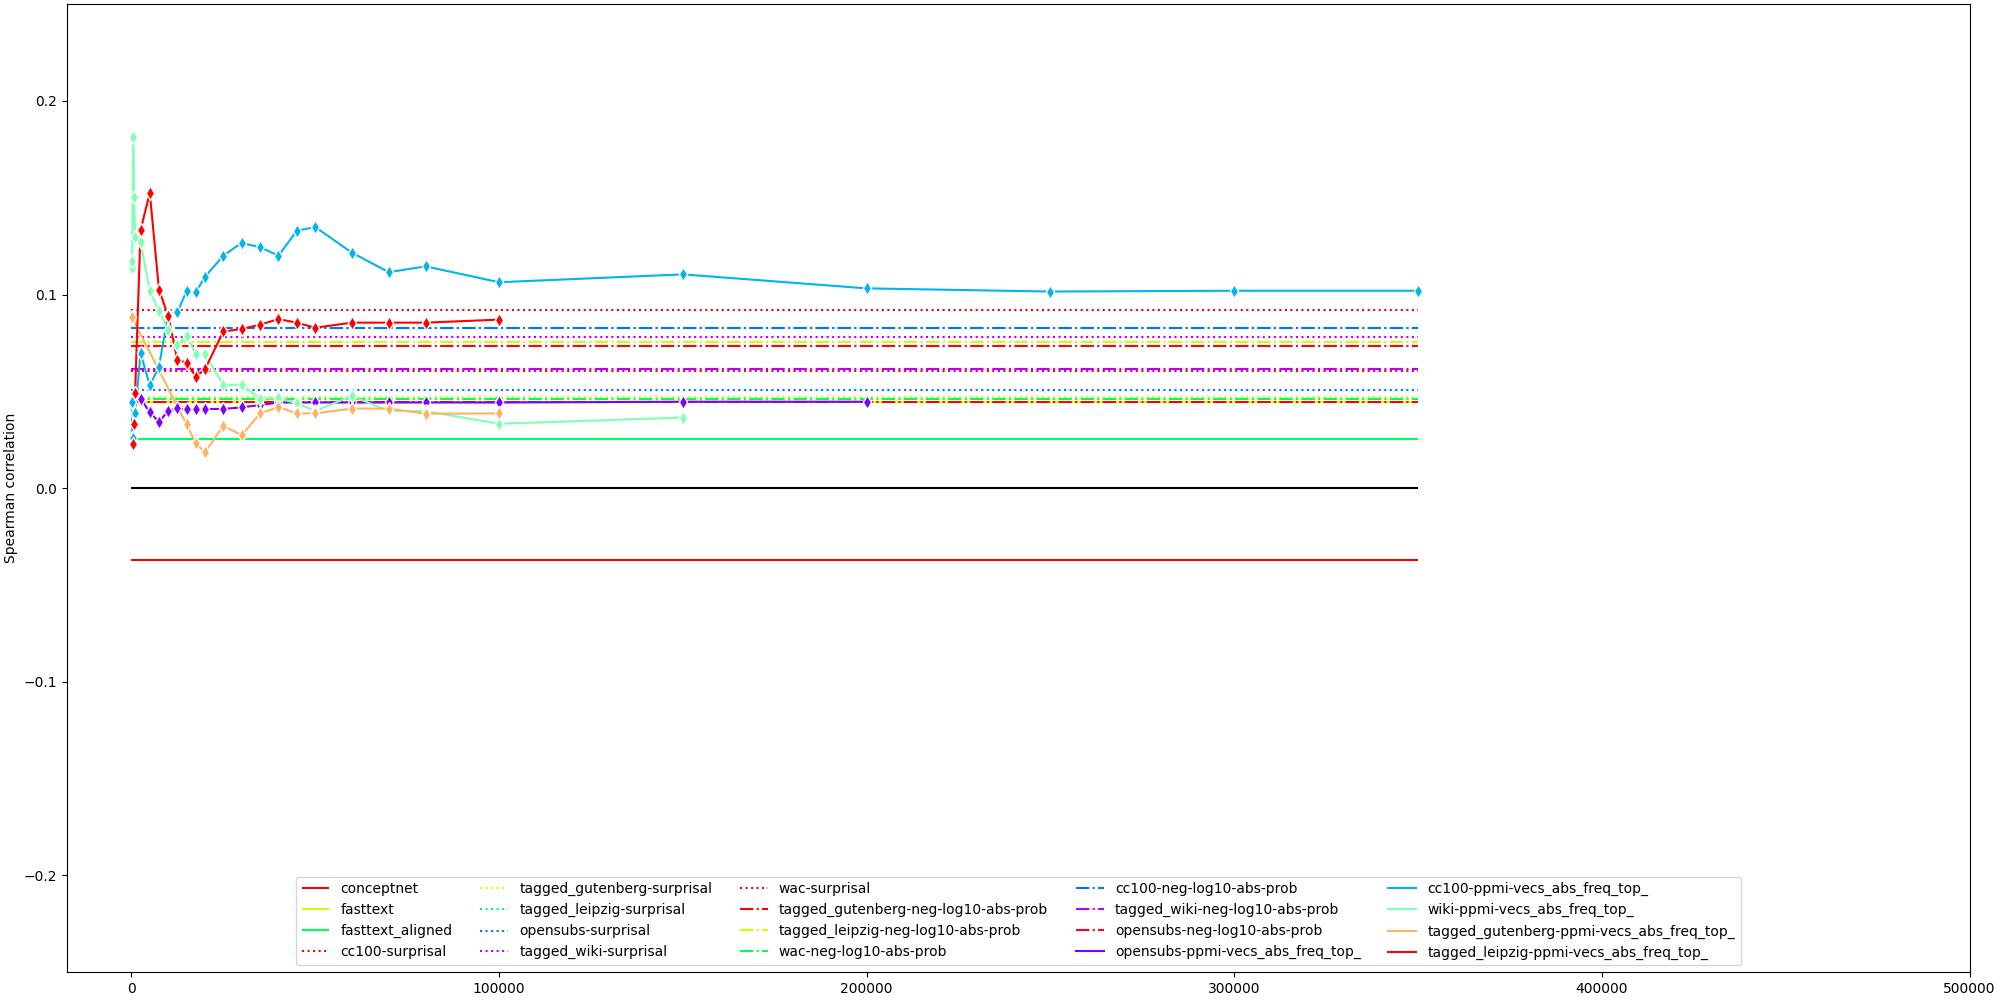 0.2
0.1
0.0
−0.1
−0.2
Spearman correlation
conceptnet
fasttext
fasttext_aligned
cc100-surprisal
tagged_gutenberg-surprisal
tagged_leipzig-surprisal
opensubs-surprisal
tagged_wiki-surprisal
wac-surprisal
tagged_gutenberg-neg-log10-abs-prob
tagged_leipzig-neg-log10-abs-prob
wac-neg-log10-abs-prob
cc100-neg-log10-abs-prob
tagged_wiki-neg-log10-abs-prob
opensubs-neg-log10-abs-prob
opensubs-ppmi-vecs_abs_freq_top_
cc100-ppmi-vecs_abs_freq_top_
wiki-ppmi-vecs_abs_freq_top_
tagged_gutenberg-ppmi-vecs_abs_freq_top_
tagged_leipzig-ppmi-vecs_abs_freq_top_
0 100000 200000 300000 400000 500000